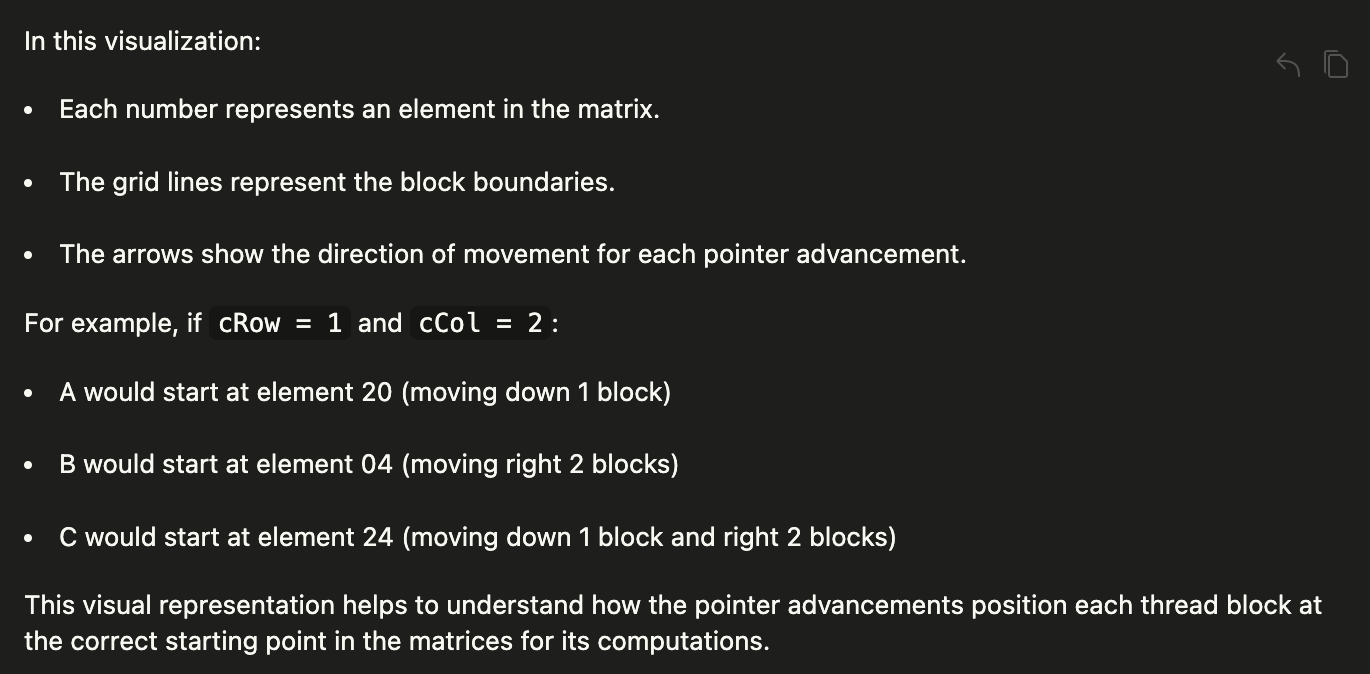 In this visualization:
• Each number represents an element in the matrix.
• The grid lines represent the block boundaries.
• The arrows show the direction of movement for each pointer advancement.
For example, if cRow = 1 and cCol = 2:
• A would start at element 20 (moving down 1 block)
• B would start at element 04 (moving right 2 blocks)
• C would start at element 24 (moving down 1 block and right 2 blocks)
This visual representation helps to understand how the pointer advancements position each thread block at
the correct starting point in the matrices for its computations.